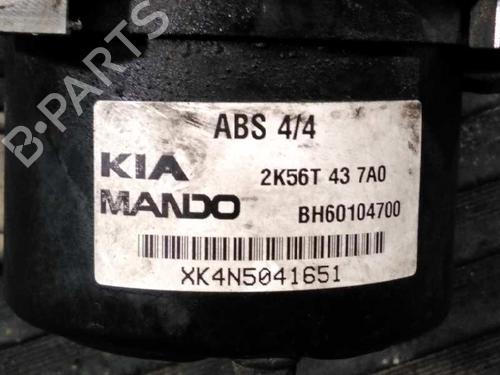 B-PARTS
ABS 4/4
KIA 2K56T 43 7A0
MANDO BH60104700
XK4N5041651